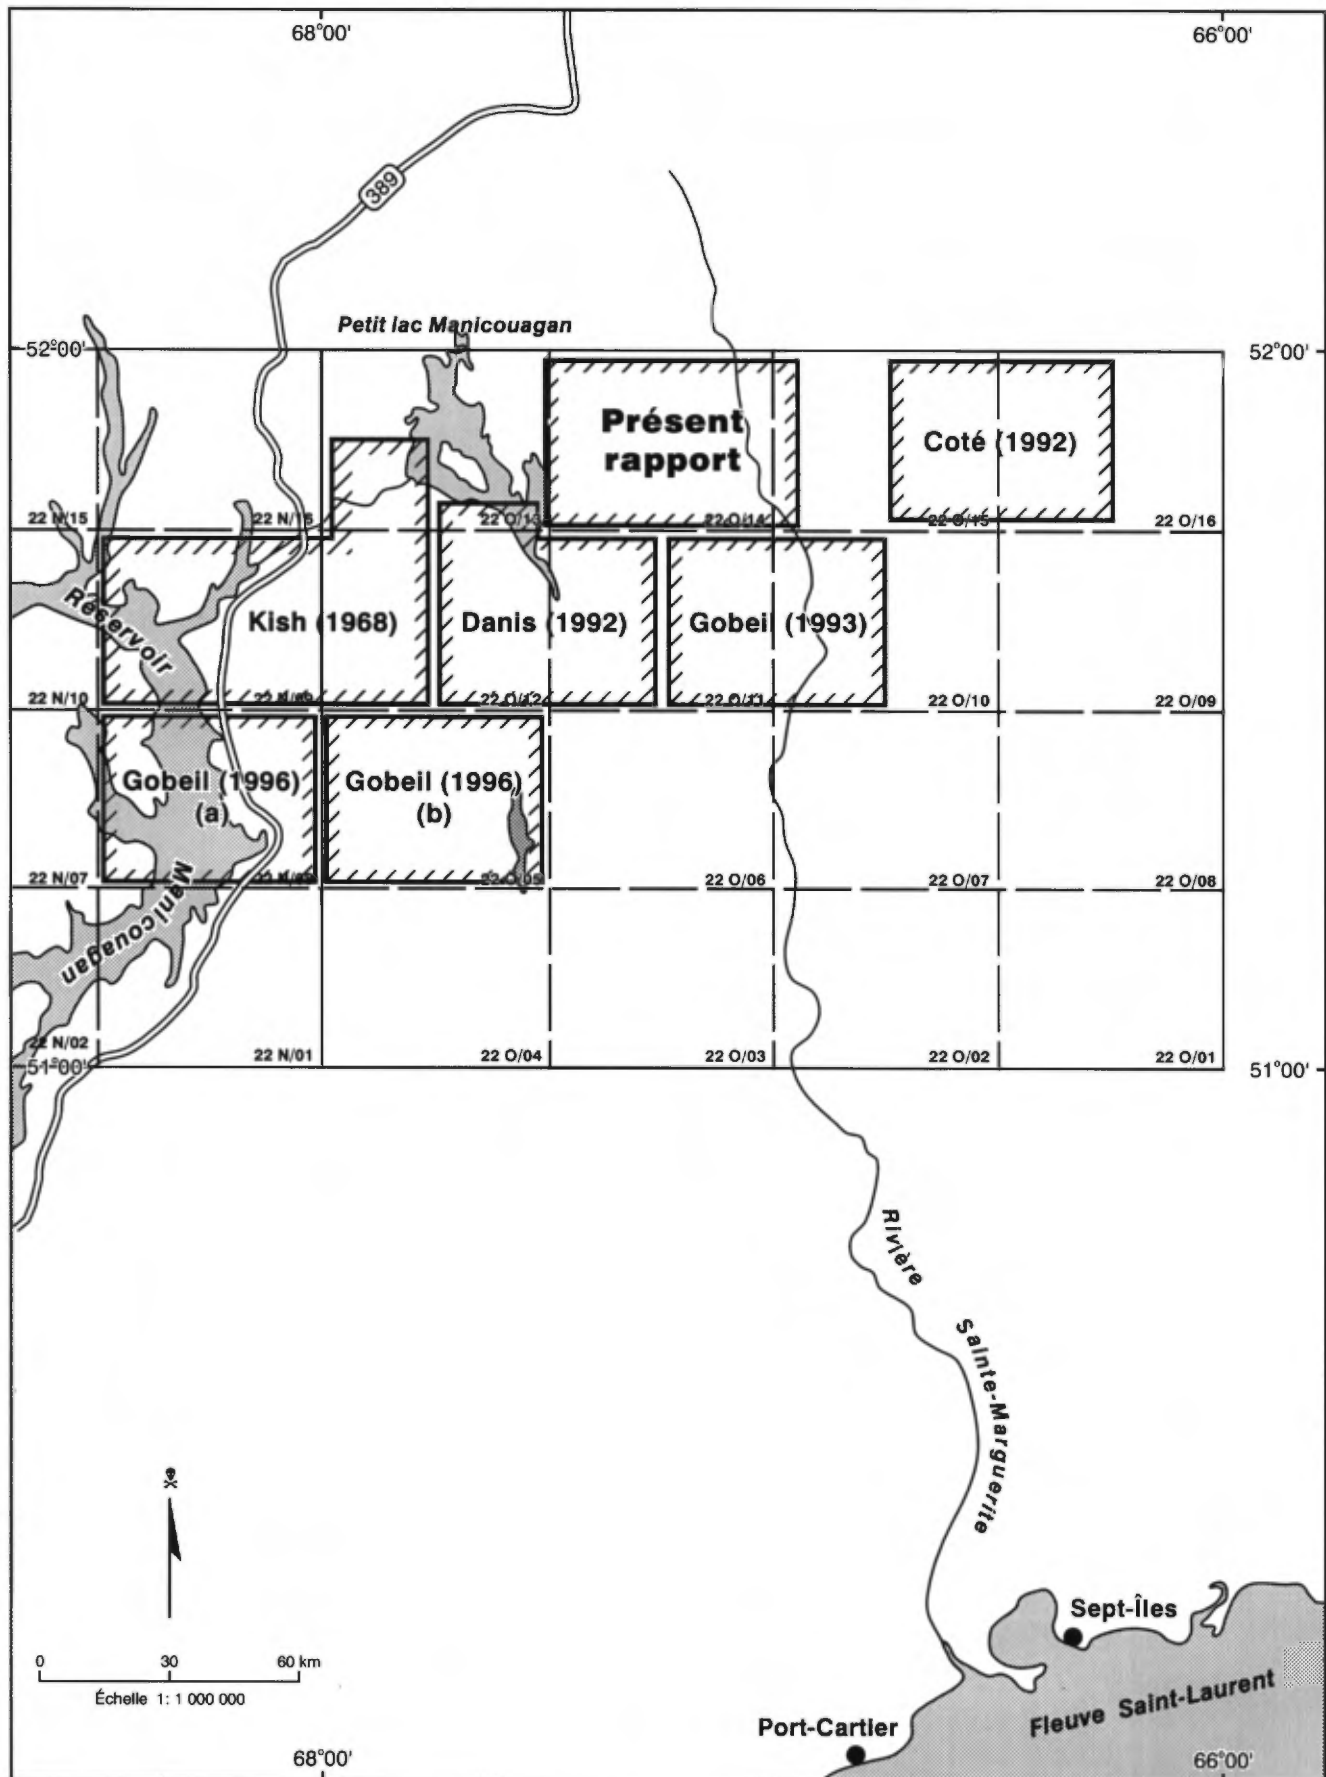 68°00'
66°00'
389
Petit lac Manicouagan
52°00'
52°00'
Présent
rapport
Coté (1992)
22 N/15
22 N/16
22 O/13
22 O/14
22 O/15
22 O/16
Réservoir
Kish (1968)
Danis (1992)
Gobeil (1993)
22 N/10
22 N/09
22 O/12
22 O/11
22 O/10
22 O/09
Gobeil (1996)
(a)
Gobeil (1996)
(b)
22 N/07
22 O/05
22 O/06
22 O/07
22 O/08
Manicouagan
22 N/02
22 N/01
22 O/04
22 O/03
22 O/02
22 O/01
51°00'
51°00'
Rivière
Sainte-Marguerite
Sept-Îles
0 30 60 km
Échelle 1: 1 000 000
Fleuve Saint-Laurent
Port-Cartier
68°00'
66°00'